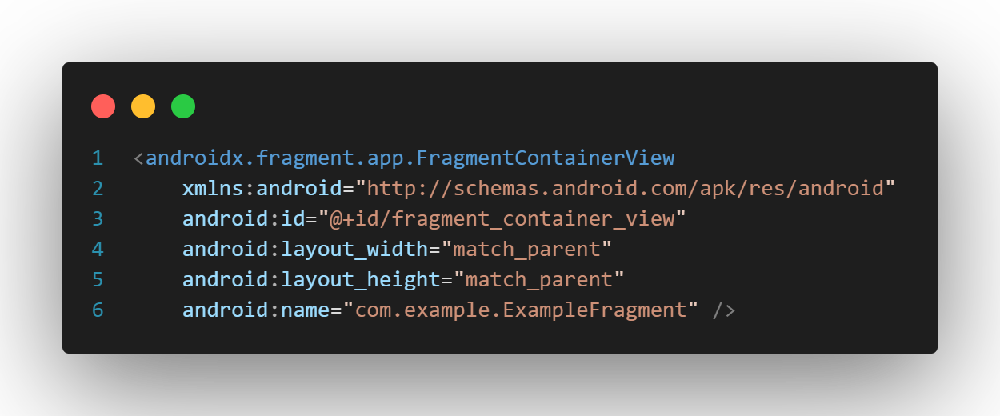 1 <androidx.fragment.app.FragmentContainerView
2     xmlns:android="http://schemas.android.com/apk/res/android"
3     android:id="@+id/fragment_container_view"
4     android:layout_width="match_parent"
5     android:layout_height="match_parent"
6     android:name="com.example.ExampleFragment" />